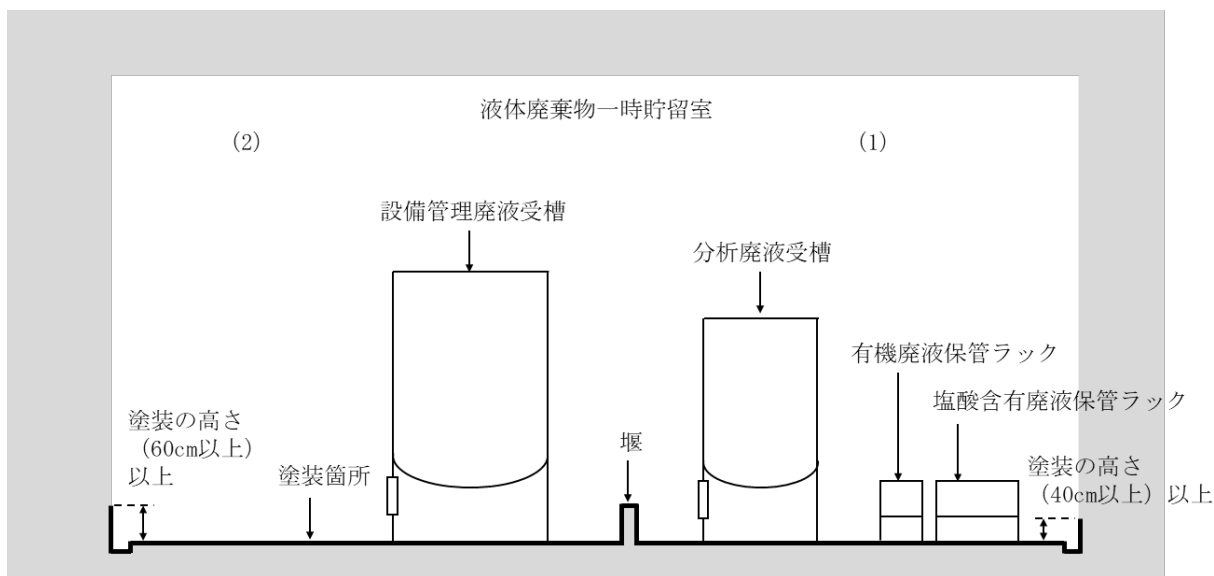 液体廃棄物一時貯留室
(2)
(1)
設備管理廃液受槽
分析廃液受槽
有機廃液保管ラック
塩酸含有廃液保管ラック
塗装の高さ
(60cm以上)
以上
塗装箇所
堰
塗装の高さ
(40cm以上) 以上